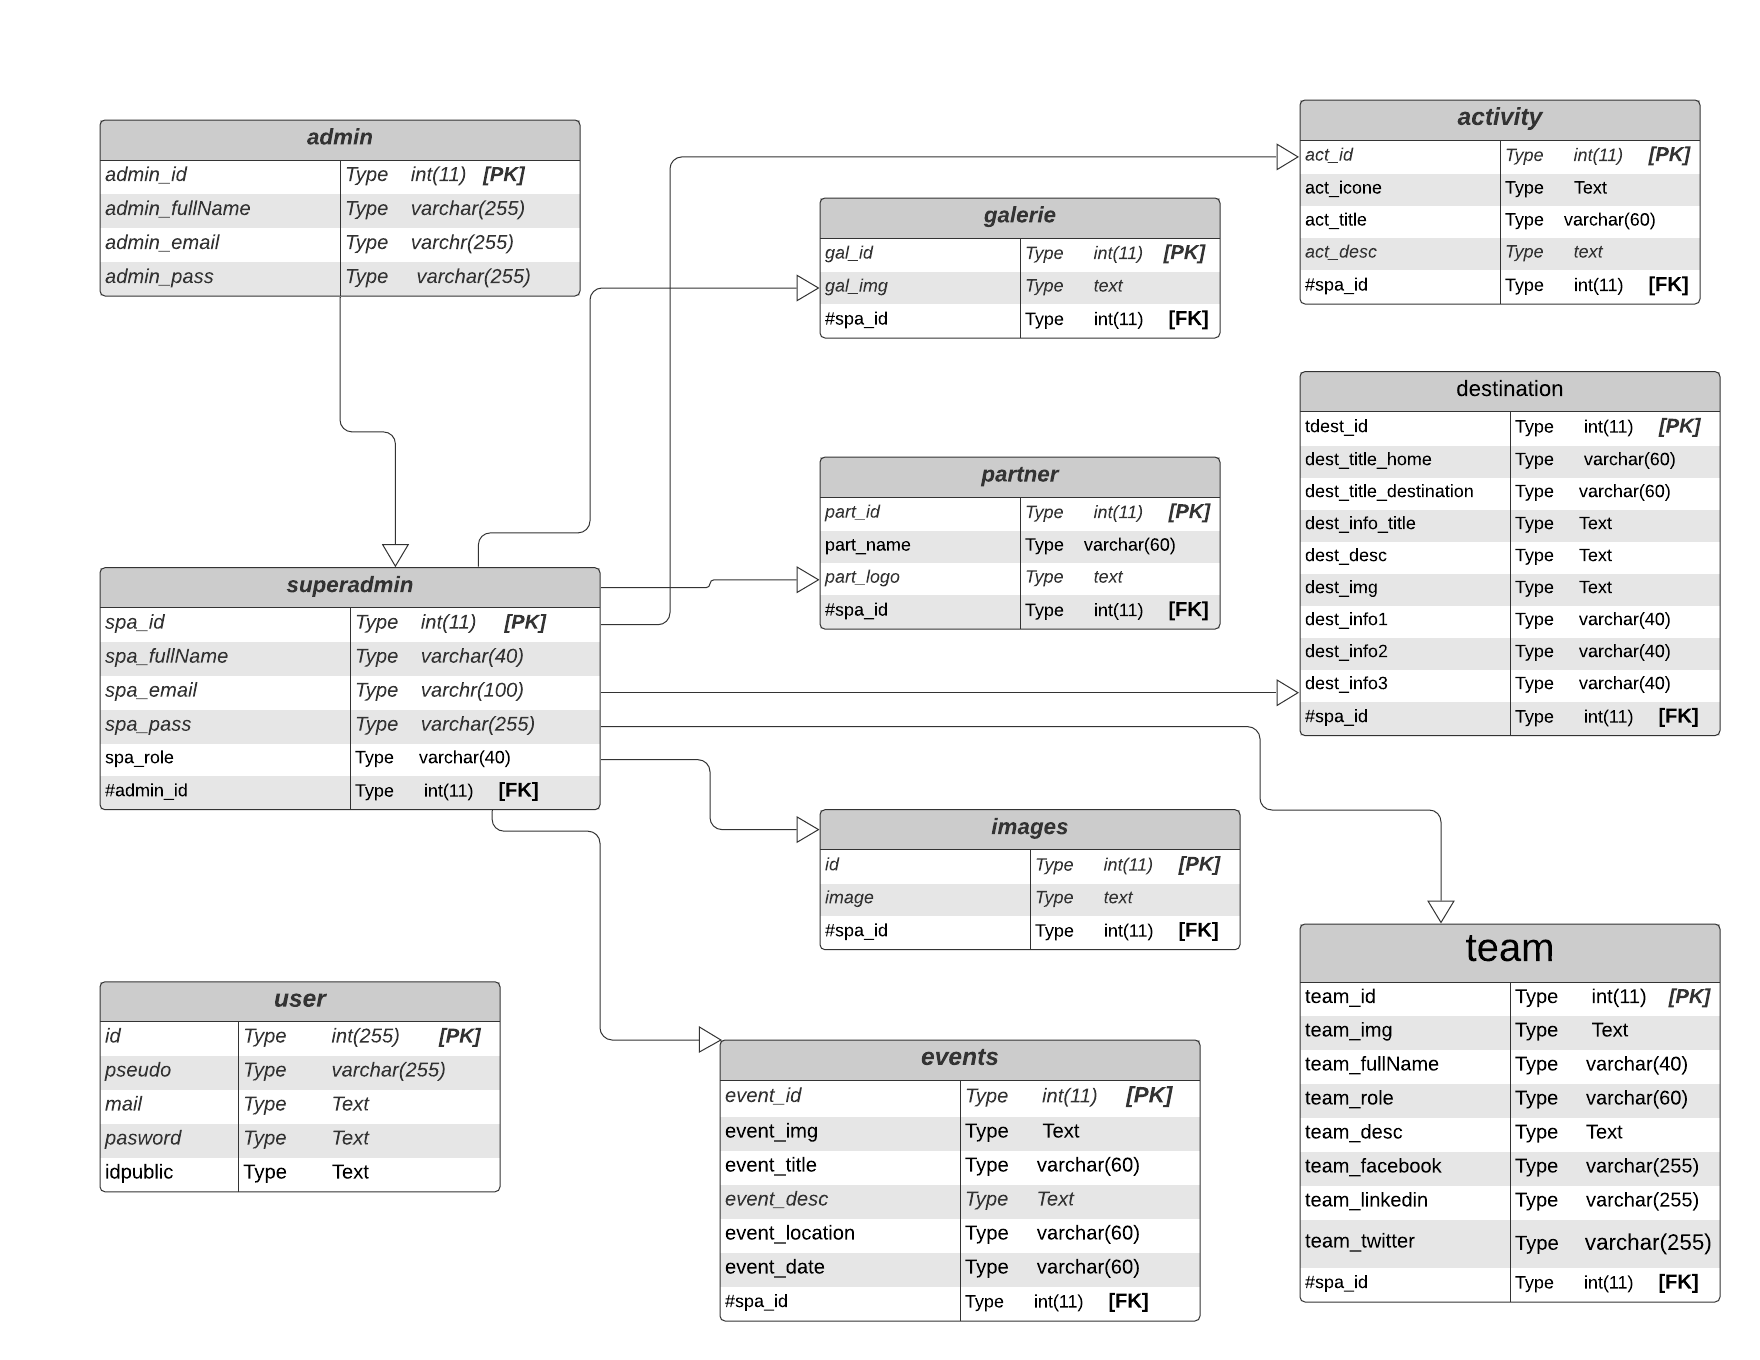 admin
admin_id Type int(11) [PK]
admin_fullName Type varchar(255)
admin_email Type varchr(255)
admin_pass Type varchar(255)
activity
act_id Type int(11) [PK]
act_icone Type Text
act_title Type varchar(60)
act_desc Type text
#spa_id Type int(11) [FK]
galerie
gal_id Type int(11) [PK]
gal_img Type text
#spa_id Type int(11) [FK]
destination
tdest_id Type int(11) [PK]
dest_title_home Type varchar(60)
dest_title_destination Type varchar(60)
dest_info_title Type Text
dest_desc Type Text
dest_img Type Text
dest_info1 Type varchar(40)
dest_info2 Type varchar(40)
dest_info3 Type varchar(40)
#spa_id Type int(11) [FK]
partner
part_id Type int(11) [PK]
part_name Type varchar(60)
part_logo Type text
#spa_id Type int(11) [FK]
superadmin
spa_id Type int(11) [PK]
spa_fullName Type varchar(40)
spa_email Type varchr(100)
spa_pass Type varchar(255)
spa_role Type varchar(40)
#admin_id Type int(11) [FK]
images
id Type int(11) [PK]
image Type text
#spa_id Type int(11) [FK]
team
team_id Type int(11) [PK]
team_img Type Text
team_fullName Type varchar(40)
team_role Type varchar(60)
team_desc Type Text
team_facebook Type varchar(255)
team_linkedin Type varchar(255)
team_twitter Type varchar(255)
#spa_id Type int(11) [FK]
user
id Type int(255) [PK]
pseudo Type varchar(255)
mail Type Text
pasword Type Text
idpublic Type Text
events
event_id Type int(11) [PK]
event_img Type Text
event_title Type varchar(60)
event_desc Type Text
event_location Type varchar(60)
event_date Type varchar(60)
#spa_id Type int(11) [FK]